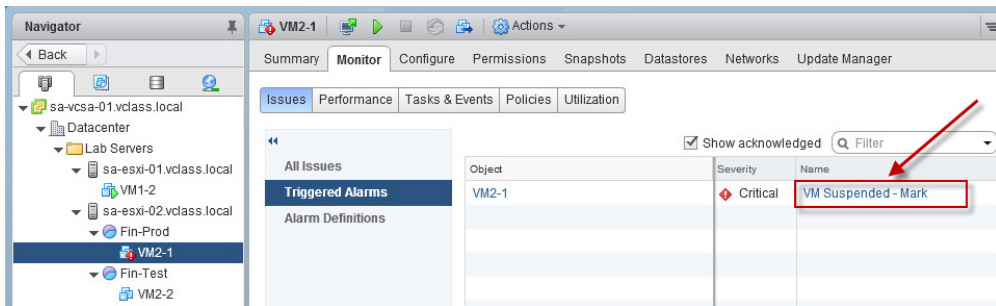 Navigator
VM2-1
Actions
Back
Summary Monitor Configure Permissions Snapshots Datastores Networks Update Manager
sa-vcsa-01.vclass.local
Issues Performance Tasks & Events Policies Utilization
Datacenter
Lab Servers
Show acknowledged
Filter
sa-esxi-01.vclass.local
All Issues
Object Severity Name
VM1-2
Triggered Alarms
VM2-1 Critical VM Suspended - Mark
sa-esxi-02.vclass.local
Alarm Definitions
Fin-Prod
VM2-1
Fin-Test
VM2-2